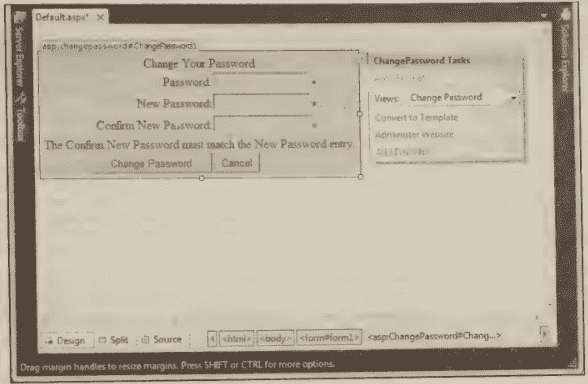 Default.aspx*
Server Explorer
Toolbox
Solution Explorer
asp:changepassword#ChangePassword1
Change Your Password
Password: *
New Password: *
Confirm New Password: *
The Confirm New Password must match the New Password entry.
Change Password Cancel
ChangePassword Tasks
Views: Change Password
Convert to Template
Administer Website
Design Split Source < <html> <body> <form#form1> <asp:ChangePassword#Chang...>
Drag margin handles to resize margins. Press SHIFT or CTRL for more options.